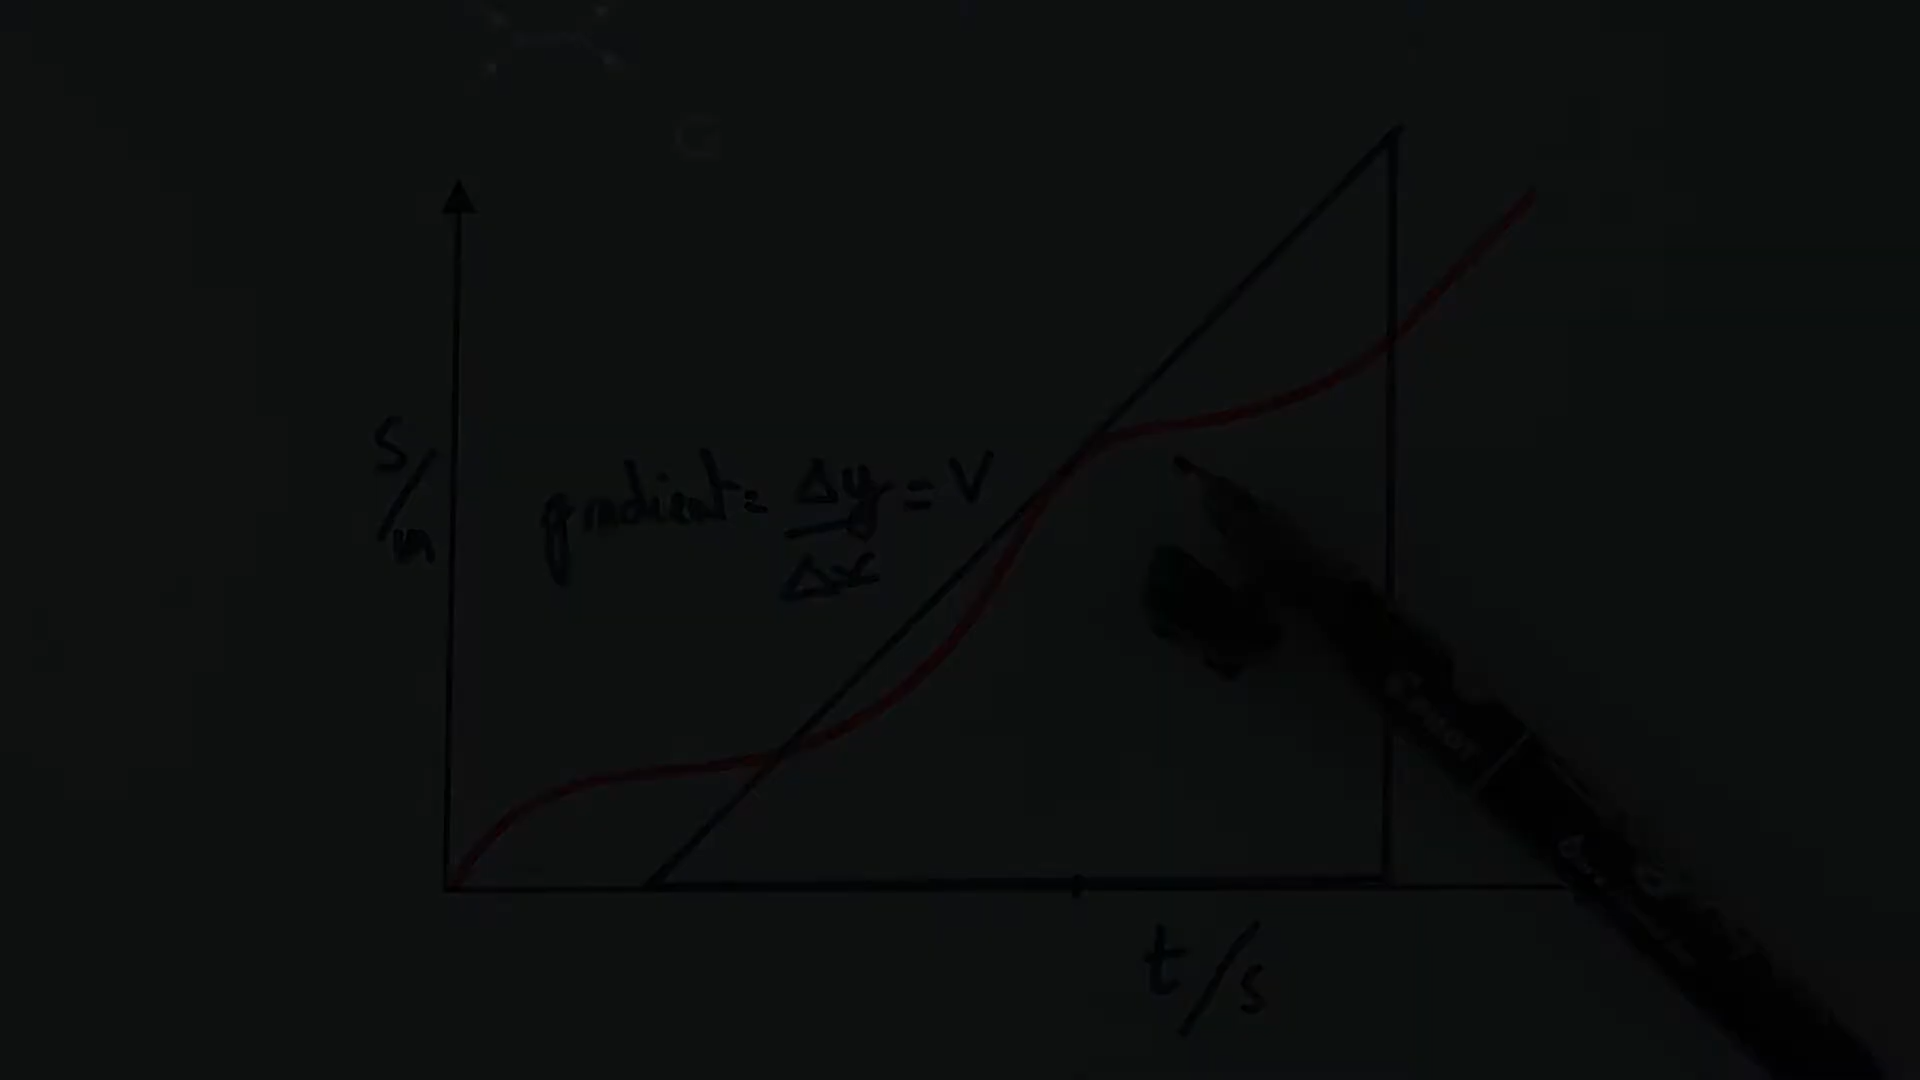 s/m
gradient = Δy/Δx = V
t/s